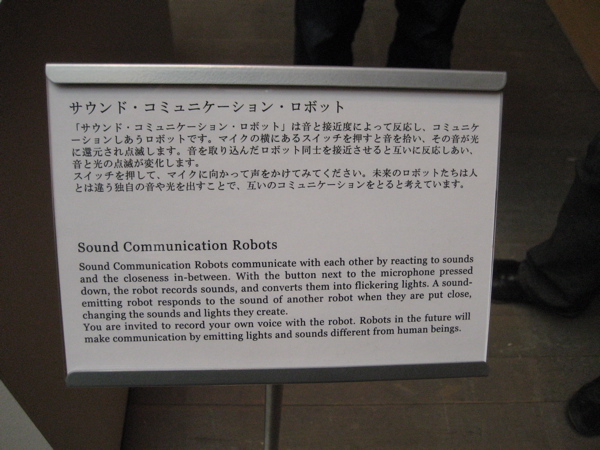 サウンド・コミュニケーション・ロボット
「サウンド・コミュニケーション・ロボット」は音と接近度によって反応し、コミュニケ
ーションしあうロボットです。マイクの横にあるスイッチを押すと音を拾い、その音が光
に還元され点滅します。音を取り込んだロボット同士を接近させると互いに反応しあい、
音と光の点滅が変化します。
スイッチを押して、マイクに向かって声をかけてみてください。未来のロボットたちは人
とは違う独自の音や光を出すことで、互いのコミュニケーションをとると考えています。
Sound Communication Robots
Sound Communication Robots communicate with each other by reacting to sounds
and the closeness in-between. With the button next to the microphone pressed
down, the robot records sounds, and converts them into flickering lights. A sound-
emitting robot responds to the sound of another robot when they are put close,
changing the sounds and lights they create.
You are invited to record your own voice with the robot. Robots in the future will
make communication by emitting lights and sounds different from human beings.